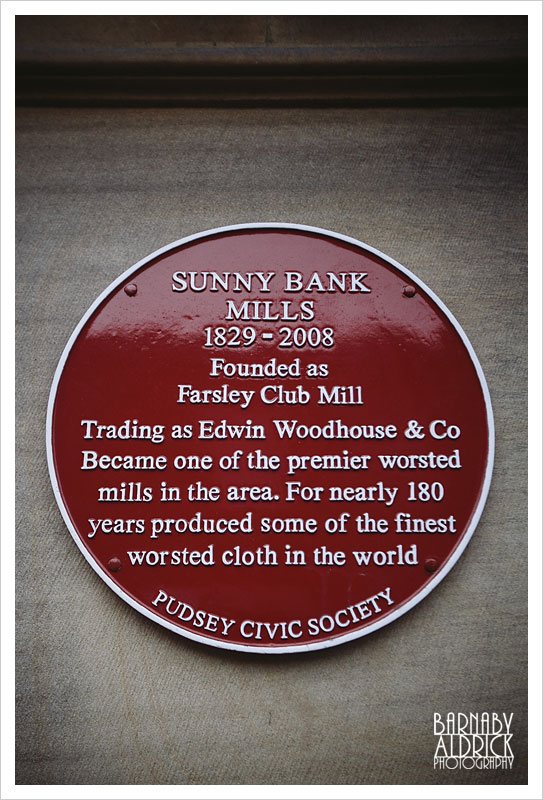 SUNNY BANK
MILLS
1829 - 2008
Founded as
Farsley Club Mill
Trading as Edwin Woodhouse & Co
Became one of the premier worsted
mills in the area. For nearly 180
years produced some of the finest
worsted cloth in the world
PUDSEY CIVIC SOCIETY
BARNABY
ALDRICK
PHOTOGRAPHY